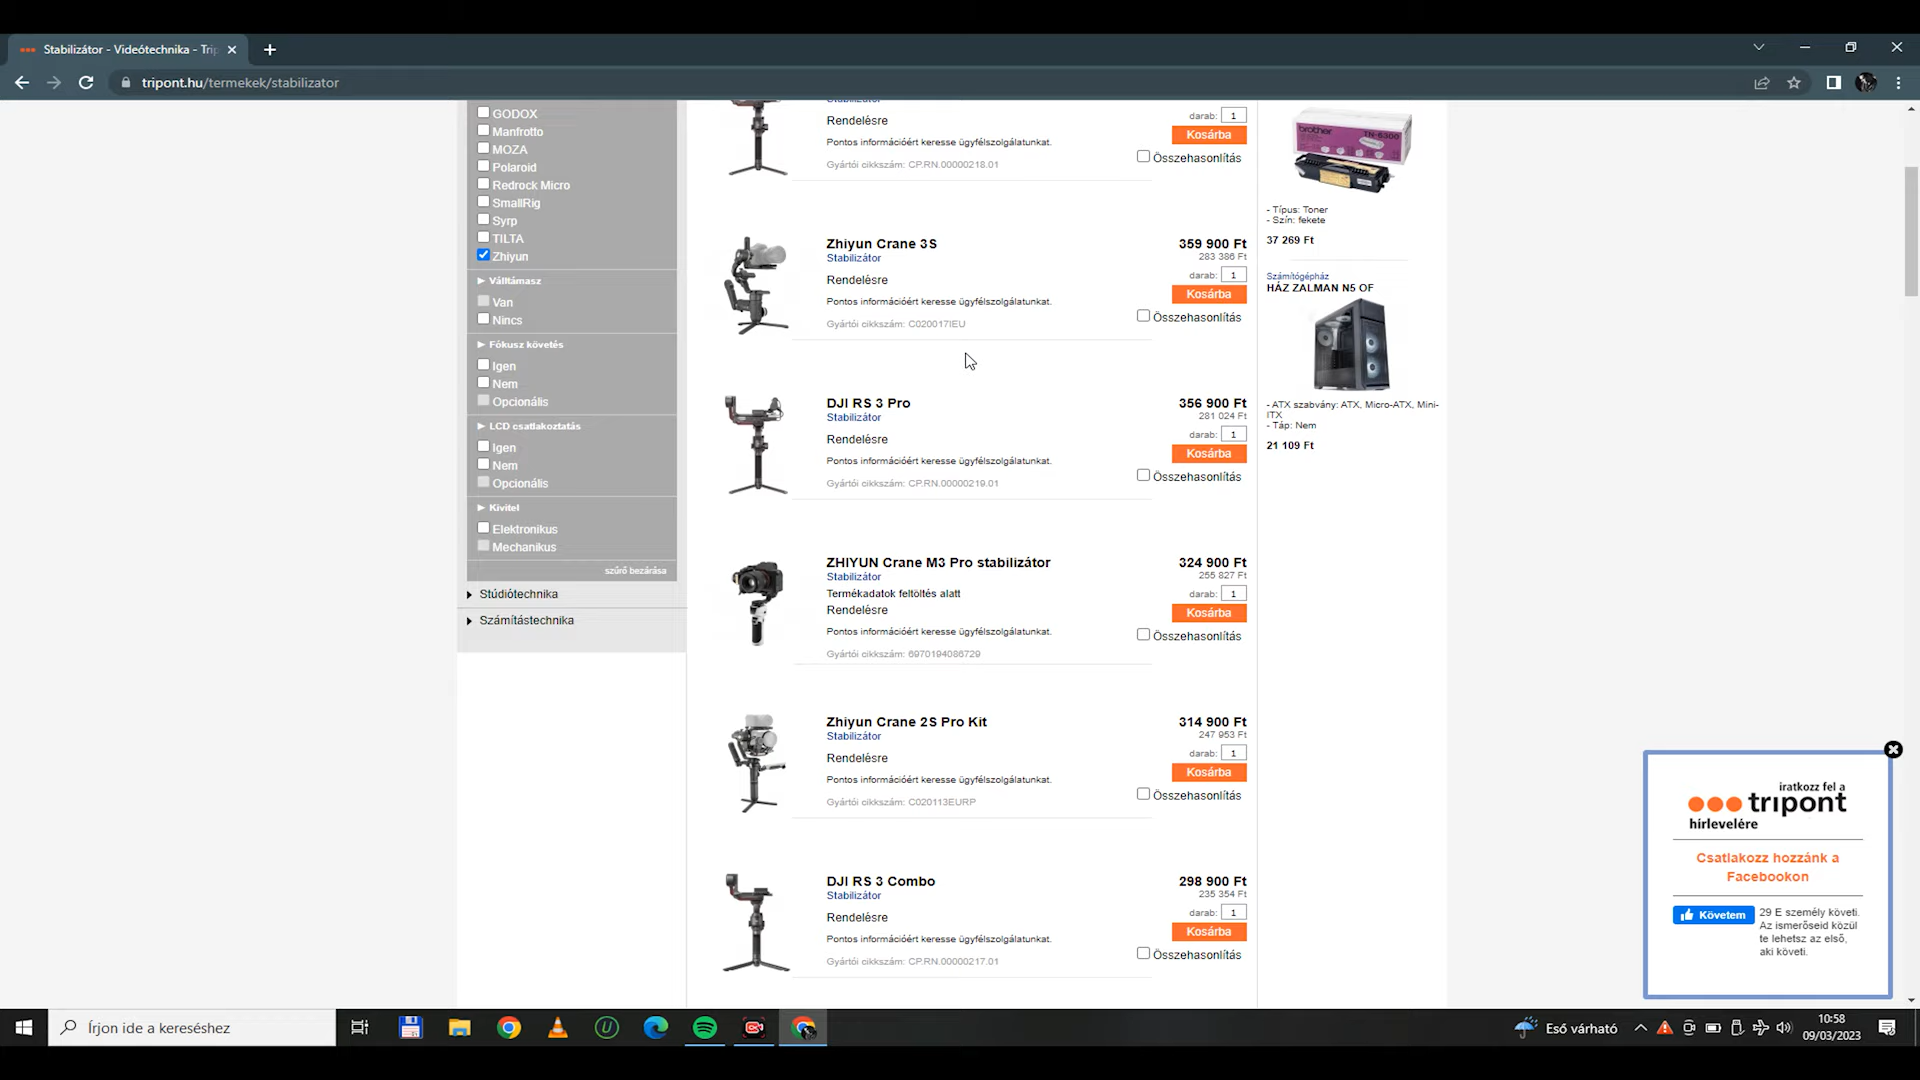 Stabilizátor - Videótechnika - Trip
tripont.hu/termekek/stabilizator
GODOX
Manfrotto
MOZA
Polaroid
Redrock Micro
SmallRig
Syrp
TILTA
Zhiyun
Válltámasz
Van
Nincs
Fókusz követés
Igen
Nem
Opcionális
LCD csatlakoztatás
Igen
Nem
Opcionális
Kivitel
Elektronikus
Mechanikus
szűrő bezárása
Stúdiótechnika
Számítástechnika
Rendelésre
Pontos információért keresse ügyfélszolgálatunkat.
Gyártói cikkszám: CP.RN.00000218.01
darab: 1
Kosárba
Összehasonlítás
Zhiyun Crane 3S
Stabilizátor
Rendelésre
Pontos információért keresse ügyfélszolgálatunkat.
Gyártói cikkszám: C020017IEU
359 900 Ft
283 386 Ft
darab: 1
Kosárba
Összehasonlítás
DJI RS 3 Pro
Stabilizátor
Rendelésre
Pontos információért keresse ügyfélszolgálatunkat.
Gyártói cikkszám: CP.RN.00000219.01
356 900 Ft
281 024 Ft
darab: 1
Kosárba
Összehasonlítás
ZHIYUN Crane M3 Pro stabilizátor
Stabilizátor
Termékadatok feltöltés alatt
Rendelésre
Pontos információért keresse ügyfélszolgálatunkat.
Gyártói cikkszám: 6970194086729
324 900 Ft
255 827 Ft
darab: 1
Kosárba
Összehasonlítás
Zhiyun Crane 2S Pro Kit
Stabilizátor
Rendelésre
Pontos információért keresse ügyfélszolgálatunkat.
Gyártói cikkszám: C020113EURP
314 900 Ft
247 953 Ft
darab: 1
Kosárba
Összehasonlítás
DJI RS 3 Combo
Stabilizátor
Rendelésre
Pontos információért keresse ügyfélszolgálatunkat.
Gyártói cikkszám: CP.RN.00000217.01
298 900 Ft
235 354 Ft
darab: 1
Kosárba
Összehasonlítás
brother TN-6300
- Típus: Toner
- Szín: fekete
37 269 Ft
Számítógépház
HÁZ ZALMAN N5 OF
- ATX szabvány: ATX, Micro-ATX, Mini-
ITX
- Táp: Nem
21 109 Ft
iratkozz fel a
tripont
hírlevelére
Csatlakozz hozzánk a
Facebookon
Követem
29 E személy követi.
Az ismerőseid közül
te lehetsz az első,
aki követi.
Írjon ide a kereséshez
Eső várható
10:58
09/03/2023